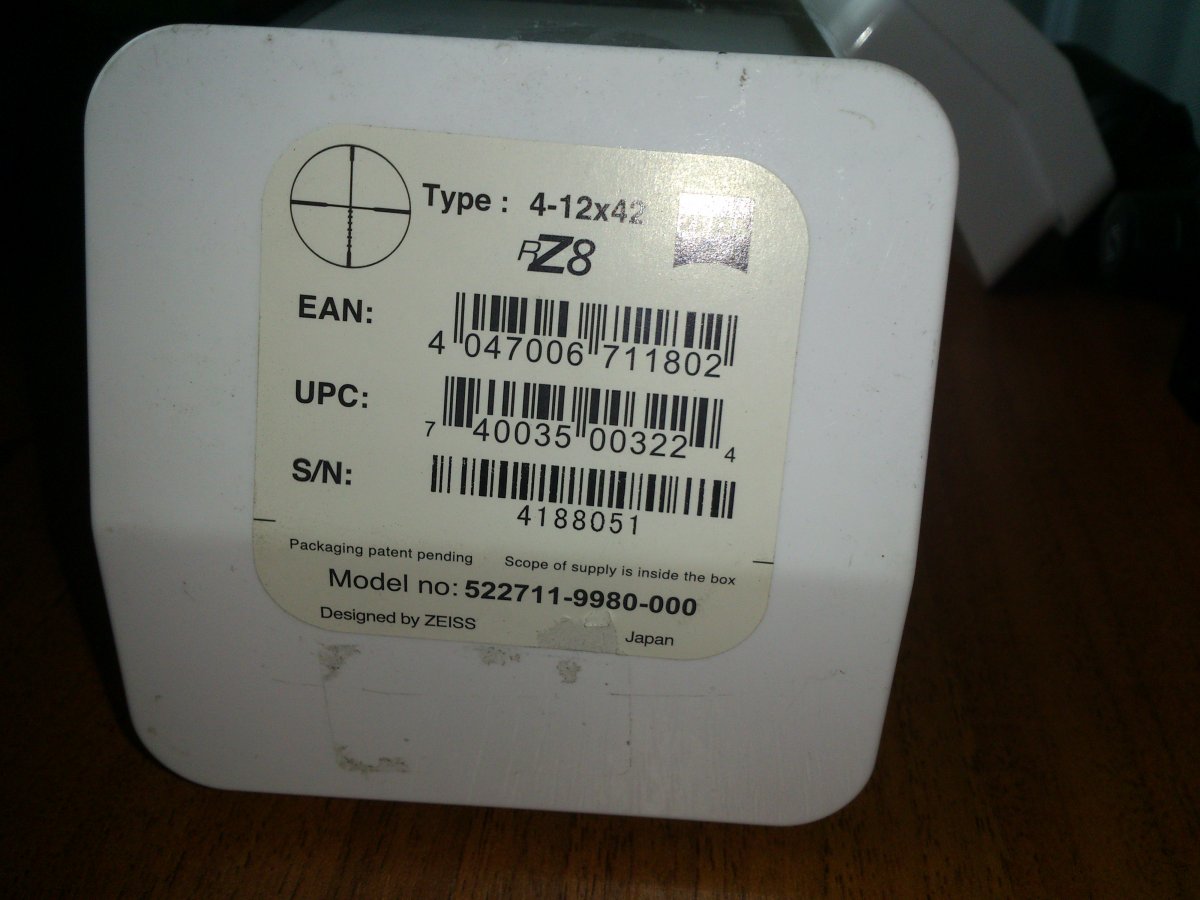 Type : 4-12x42
RZ8
EAN:
4 047006 711802
UPC:
7 40035 00322 4
S/N:
4188051
Packaging patent pending Scope of supply is inside the box
Model no: 522711-9980-000
Designed by ZEISS Japan